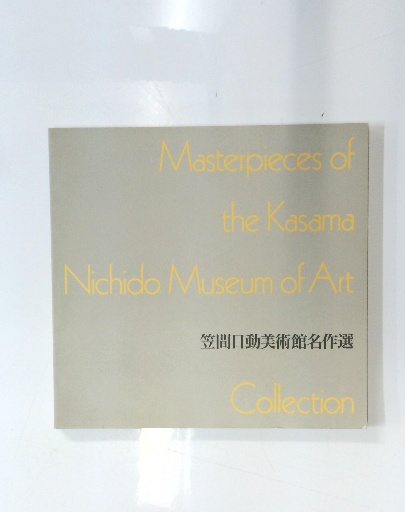 Masterpieces of
the Kasama
Nichido Museum of Art
笠間日動美術館名作選
Collection